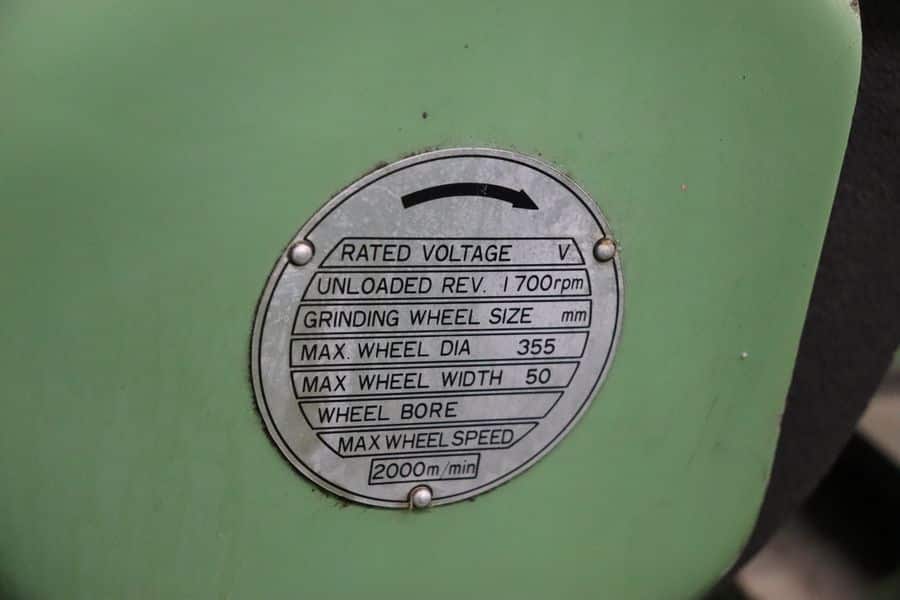 RATED VOLTAGE V
UNLOADED REV. 1700rpm
GRINDING WHEEL SIZE mm
MAX. WHEEL DIA 355
MAX WHEEL WIDTH 50
WHEEL BORE
MAX WHEEL SPEED
2000m/min